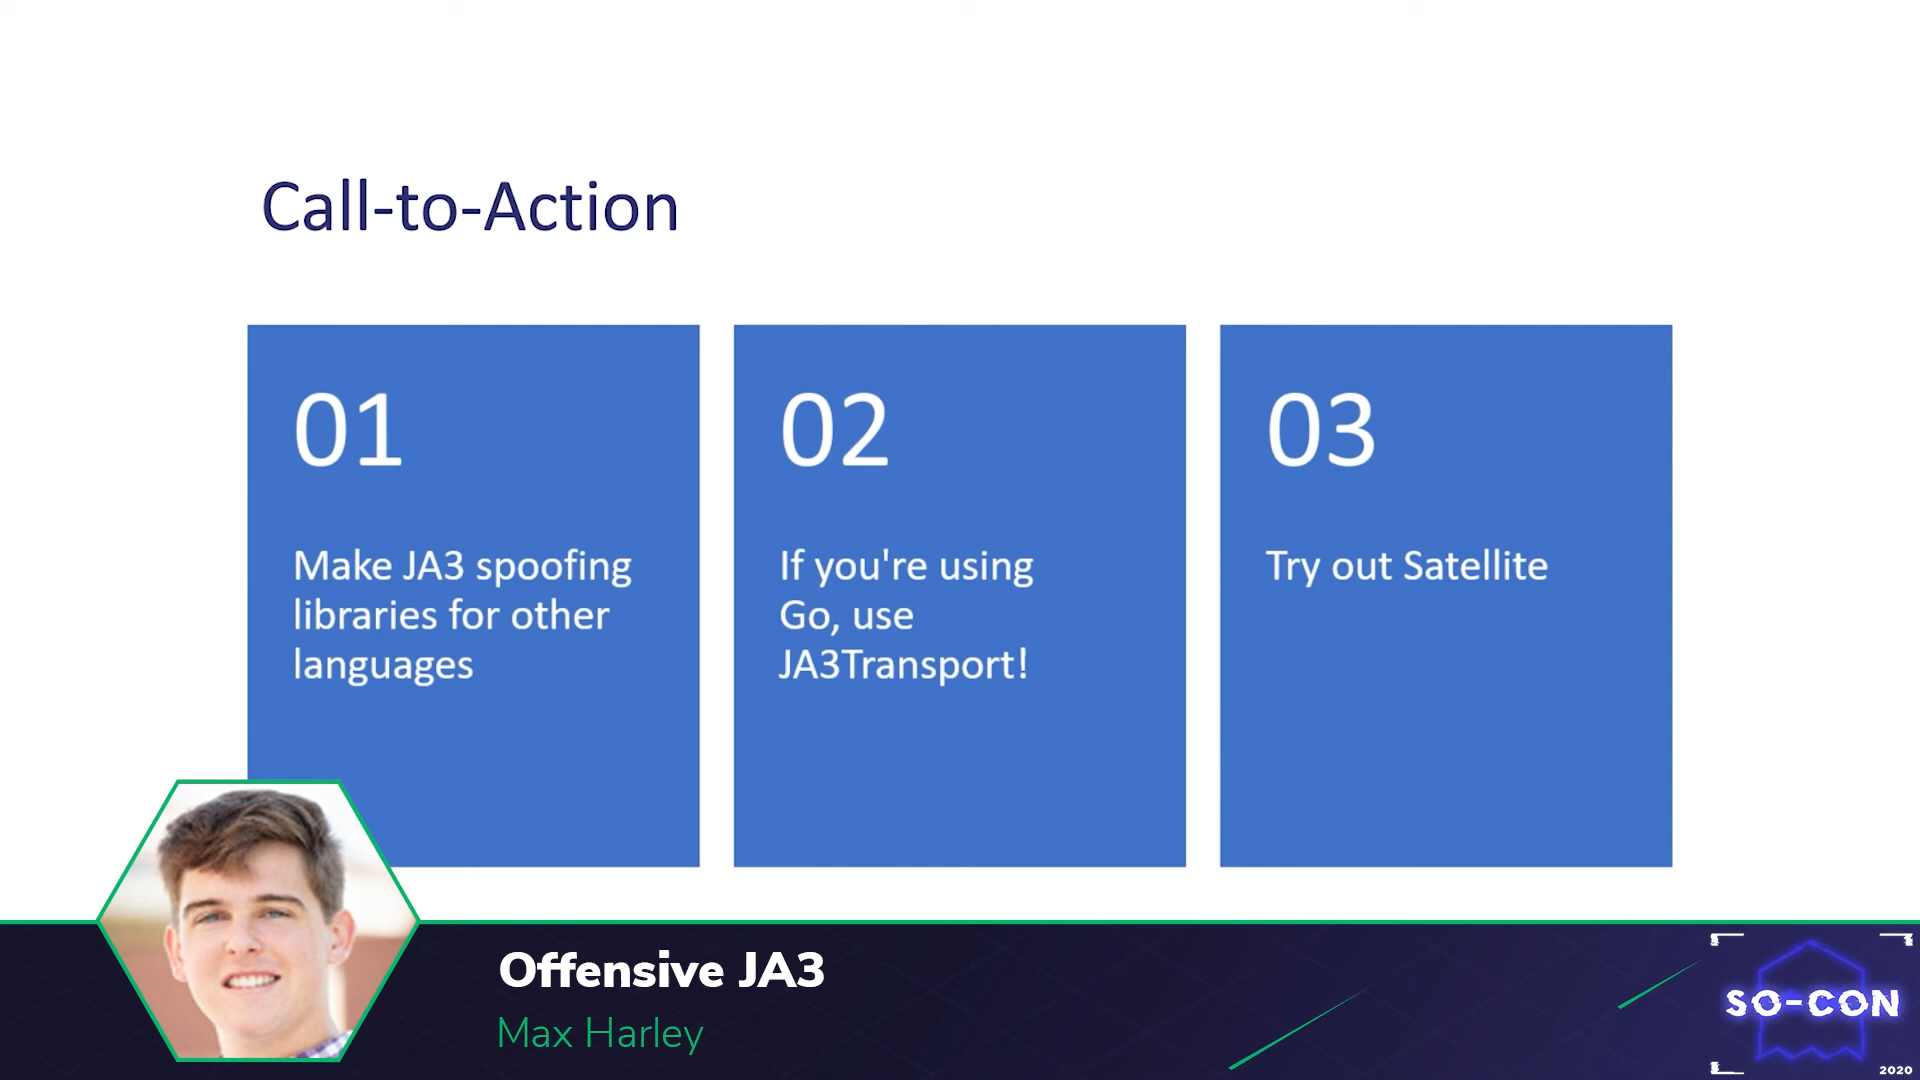 Call-to-Action
01
Make JA3 spoofing
libraries for other
languages
02
If you're using
Go, use
JA3Transport!
03
Try out Satellite
Offensive JA3
Max Harley
SO-CON
2020